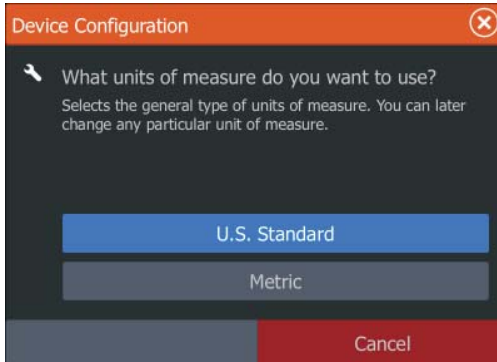 Device Configuration
What units of measure do you want to use?
Selects the general type of units of measure. You can later
change any particular unit of measure.
U.S. Standard
Metric
Cancel